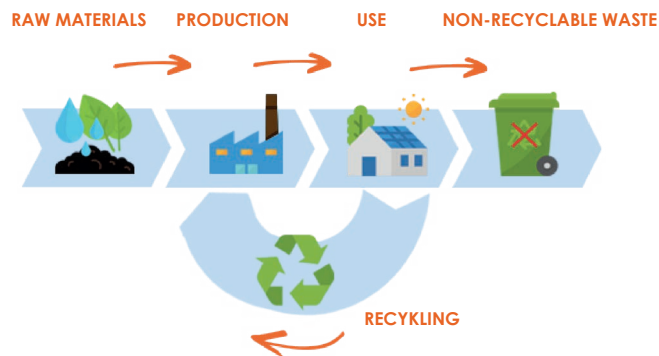 RAW MATERIALS
PRODUCTION
USE
NON-RECYCLABLE WASTE
RECYKLING